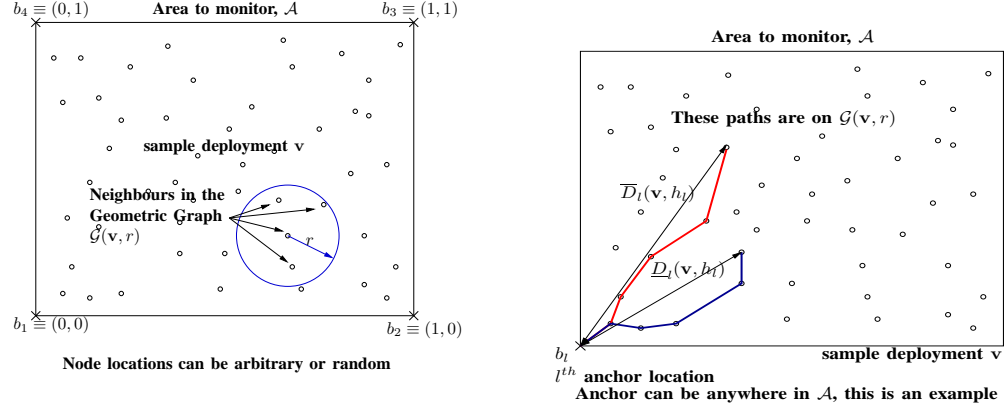 b₄ ≡ (0, 1)
Area to monitor, 𝒜
b₃ ≡ (1, 1)
sample deployment v
Neighbours in the
Geometric Graph
𝒢(v, r)
r
b₁ ≡ (0, 0)
b₂ ≡ (1, 0)
Node locations can be arbitrary or random
Area to monitor, 𝒜
These paths are on 𝒢(v, r)
D̅ₗ(v, hₗ)
D̲ₗ(v, hₗ)
bₗ
sample deployment v
lᵗʰ anchor location
Anchor can be anywhere in 𝒜, this is an example